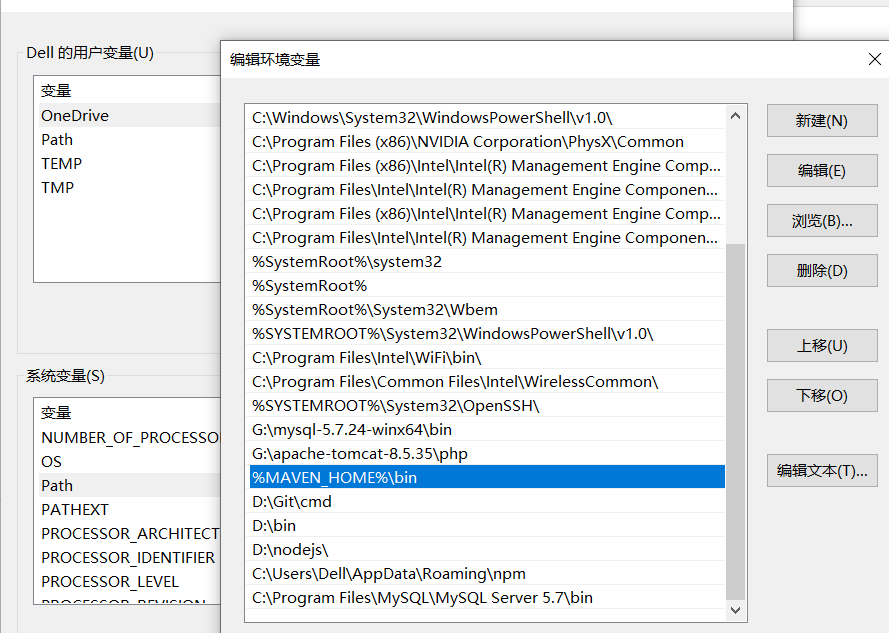 Dell 的用户变量(U)
变量
OneDrive
Path
TEMP
TMP
系统变量(S)
变量
NUMBER_OF_PROCESSO
OS
Path
PATHEXT
PROCESSOR_ARCHITECT
PROCESSOR_IDENTIFIER
PROCESSOR_LEVEL
PROCESSOR_REVISION
编辑环境变量
C:\Windows\System32\WindowsPowerShell\v1.0\
C:\Program Files (x86)\NVIDIA Corporation\PhysX\Common
C:\Program Files (x86)\Intel\Intel(R) Management Engine Comp...
C:\Program Files\Intel\Intel(R) Management Engine Componen...
C:\Program Files (x86)\Intel\Intel(R) Management Engine Comp...
C:\Program Files\Intel\Intel(R) Management Engine Componen...
%SystemRoot%\system32
%SystemRoot%
%SystemRoot%\System32\Wbem
%SYSTEMROOT%\System32\WindowsPowerShell\v1.0\
C:\Program Files\Intel\WiFi\bin\
C:\Program Files\Common Files\Intel\WirelessCommon\
%SYSTEMROOT%\System32\OpenSSH\
G:\mysql-5.7.24-winx64\bin
G:\apache-tomcat-8.5.35\php
%MAVEN_HOME%\bin
D:\Git\cmd
D:\bin
D:\nodejs\
C:\Users\Dell\AppData\Roaming\npm
C:\Program Files\MySQL\MySQL Server 5.7\bin
新建(N)
编辑(E)
浏览(B)...
删除(D)
上移(U)
下移(O)
编辑文本(T)...